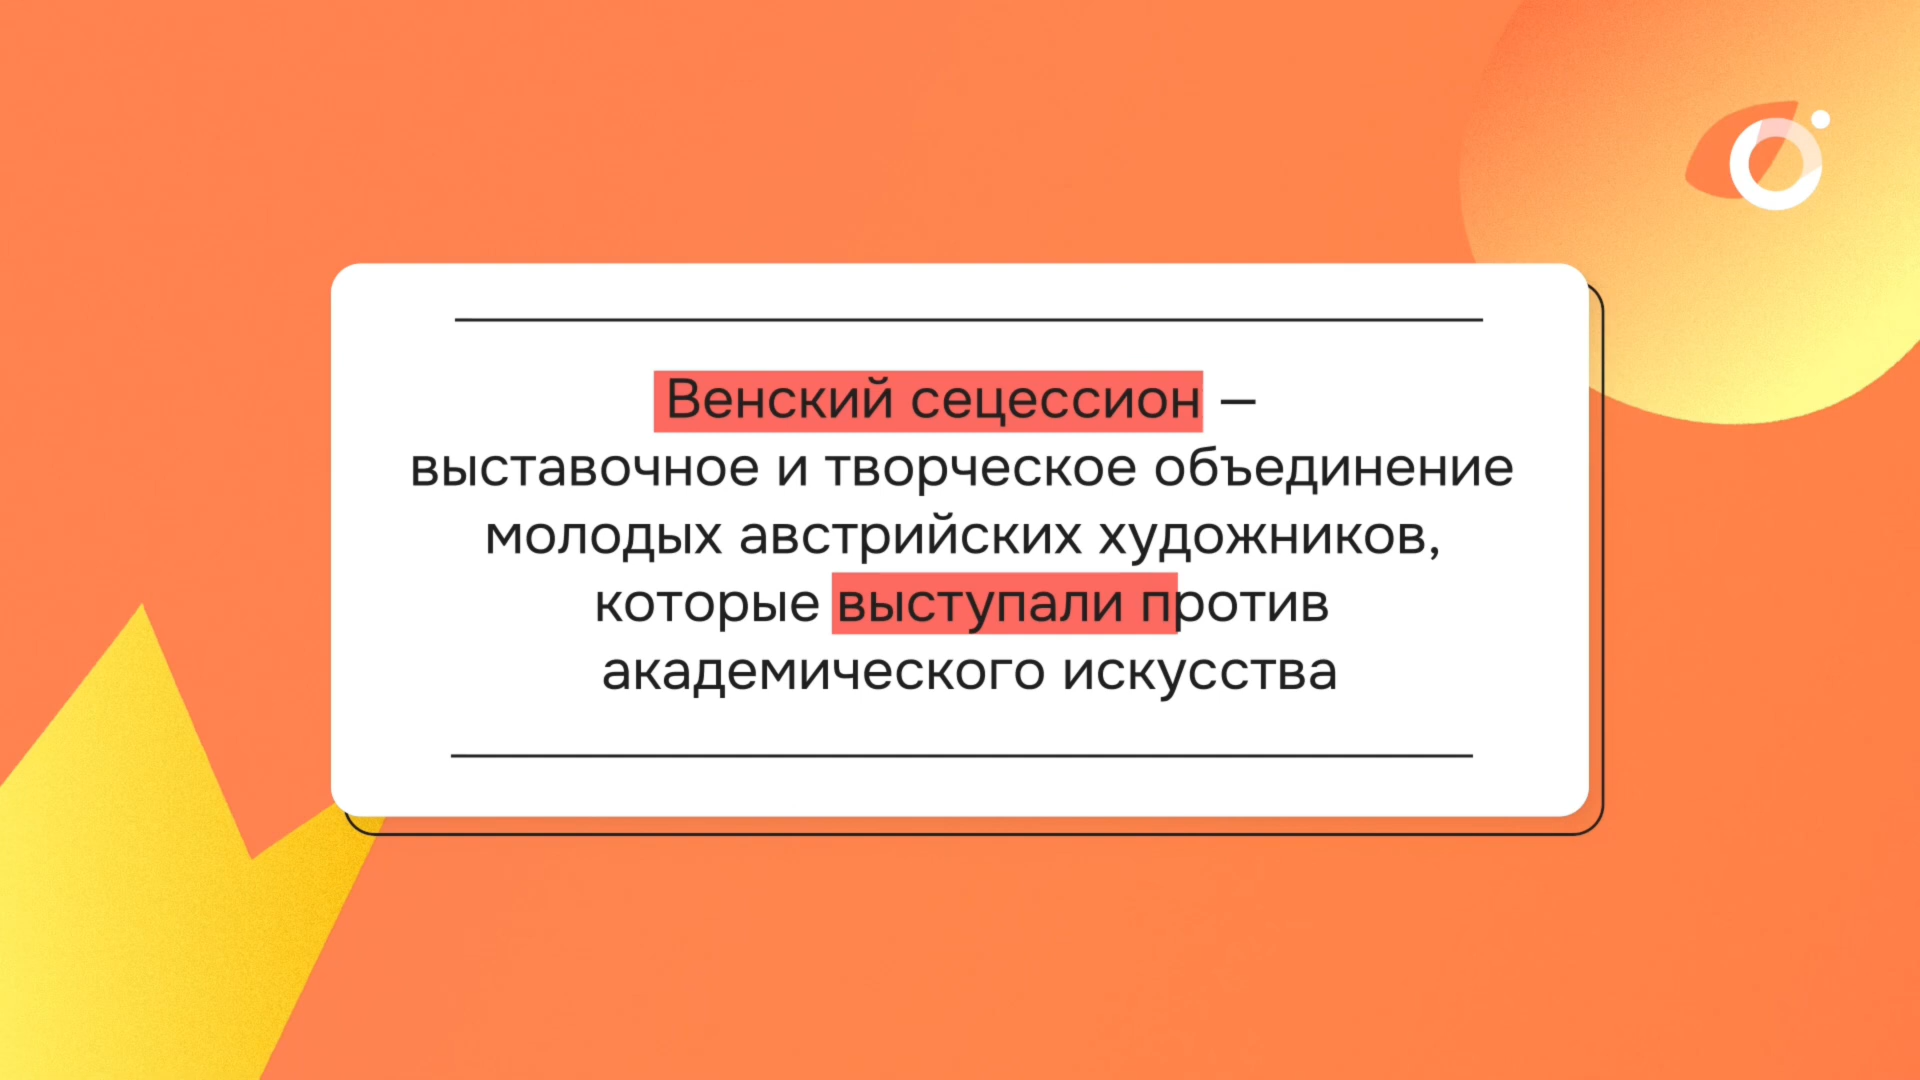 Венский сецессион —
выставочное и творческое объединение
молодых австрийских художников,
которые выступали против
академического искусства